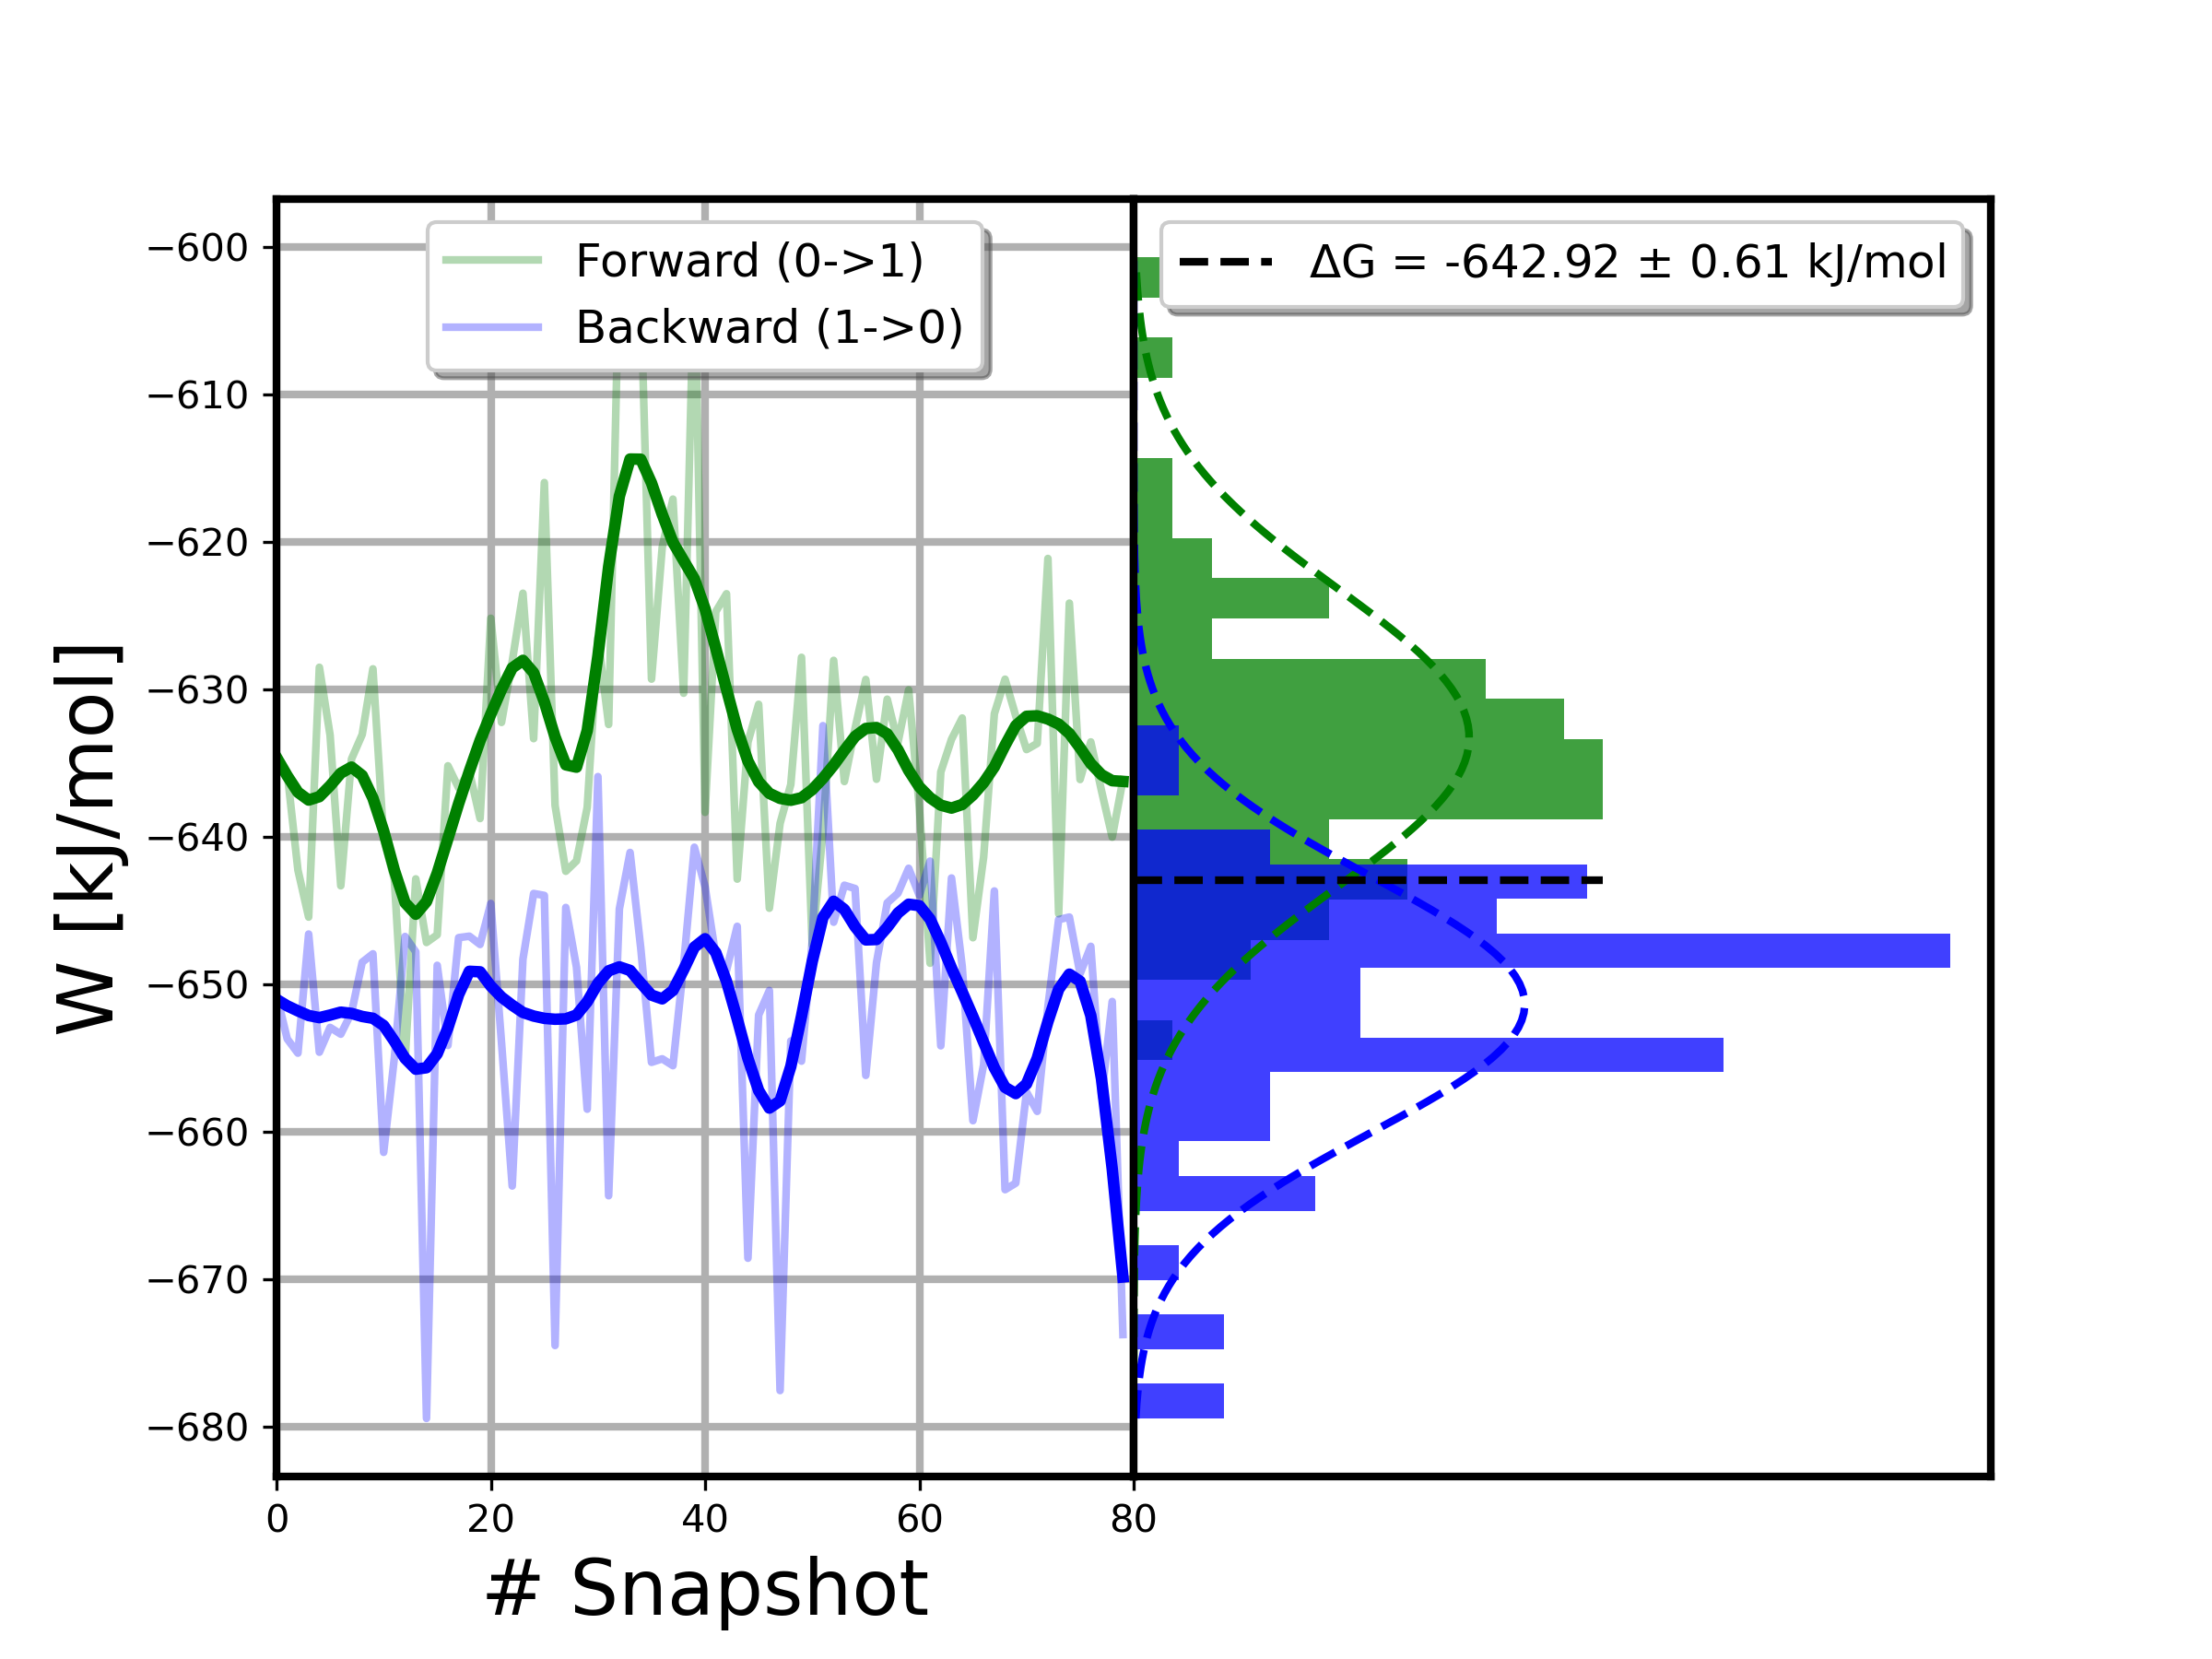 Forward (0->1)
Backward (1->0)
ΔG = -642.92 ± 0.61 kJ/mol
W [kJ/mol]
−600
−610
−620
−630
−640
−650
−660
−670
−680
0 20 40 60 80
# Snapshot